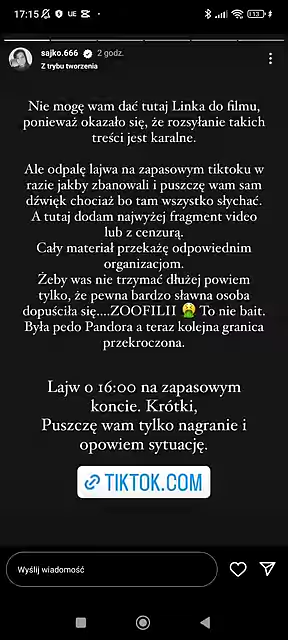 17:15
UE
113
sajko.666 2 godz.
Z trybu tworzenia
Nie mogę wam dać tutaj Linka do filmu,
ponieważ okazało się, że rozsyłanie takich
treści jest karalne.
Ale odpalę lajwa na zapasowym tiktoku w
razie jakby zbanowali i puszczę wam sam
dźwięk chociaż bo tam wszystko słychać.
A tutaj dodam najwyżej fragment video
lub z cenzurą.
Cały materiał przekażę odpowiednim
organizacjom.
Żeby was nie trzymać dłużej powiem
tylko, że pewna bardzo sławna osoba
dopuściła się....ZOOFILII 🤮 To nie bait.
Była pedo Pandora a teraz kolejna granica
przekroczona.
Lajw o 16:00 na zapasowym
koncie. Krótki,
Puszczę wam tylko nagranie i
opowiem sytuację.
TIKTOK.COM
Wyślij wiadomość